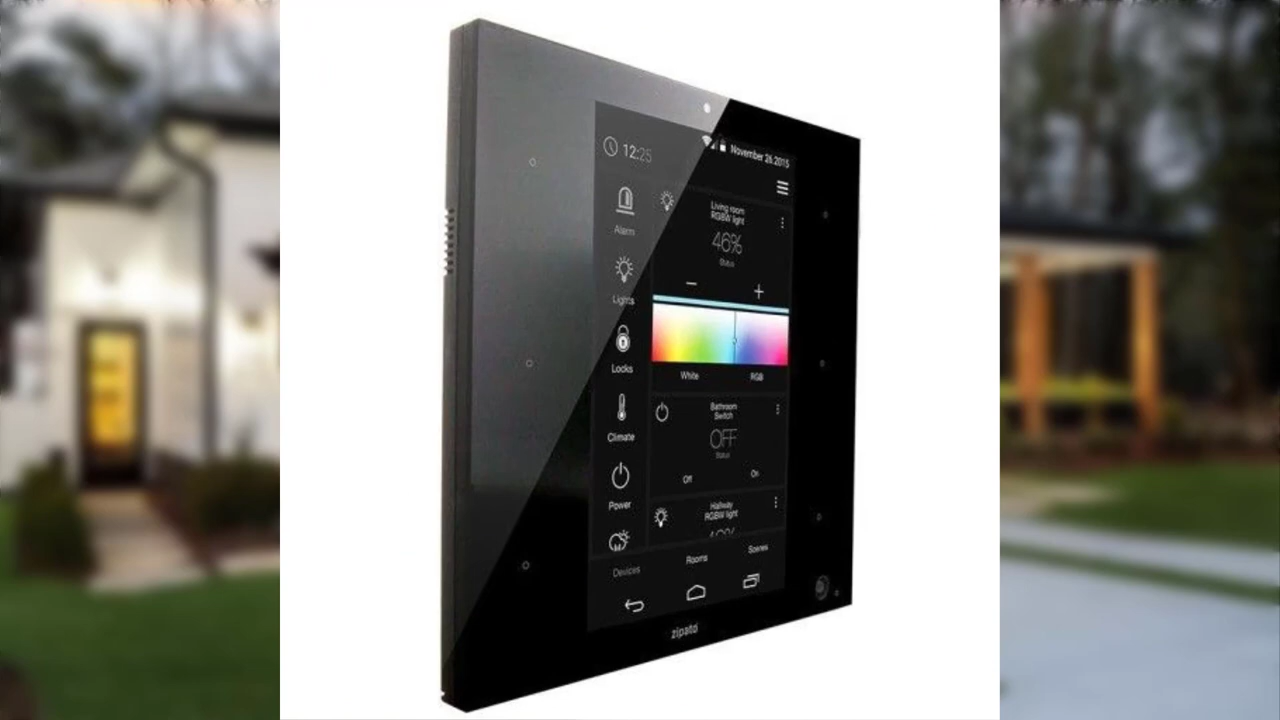 12:25
November 26 2015
Alarm
Lights
Locks
Climate
Power
Living room
RGBW light
46%
Status
White
RGB
Bathroom
Switch
OFF
Status
Off
On
Hallway
RGBW light
Devices
Rooms
Scenes
zipato